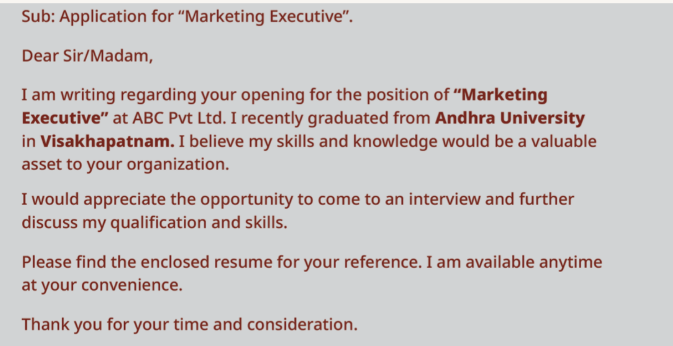 Sub: Application for “Marketing Executive”.
Dear Sir/Madam,
I am writing regarding your opening for the position of “Marketing
Executive” at ABC Pvt Ltd. I recently graduated from Andhra University
in Visakhapatnam. I believe my skills and knowledge would be a valuable
asset to your organization.
I would appreciate the opportunity to come to an interview and further
discuss my qualification and skills.
Please find the enclosed resume for your reference. I am available anytime
at your convenience.
Thank you for your time and consideration.